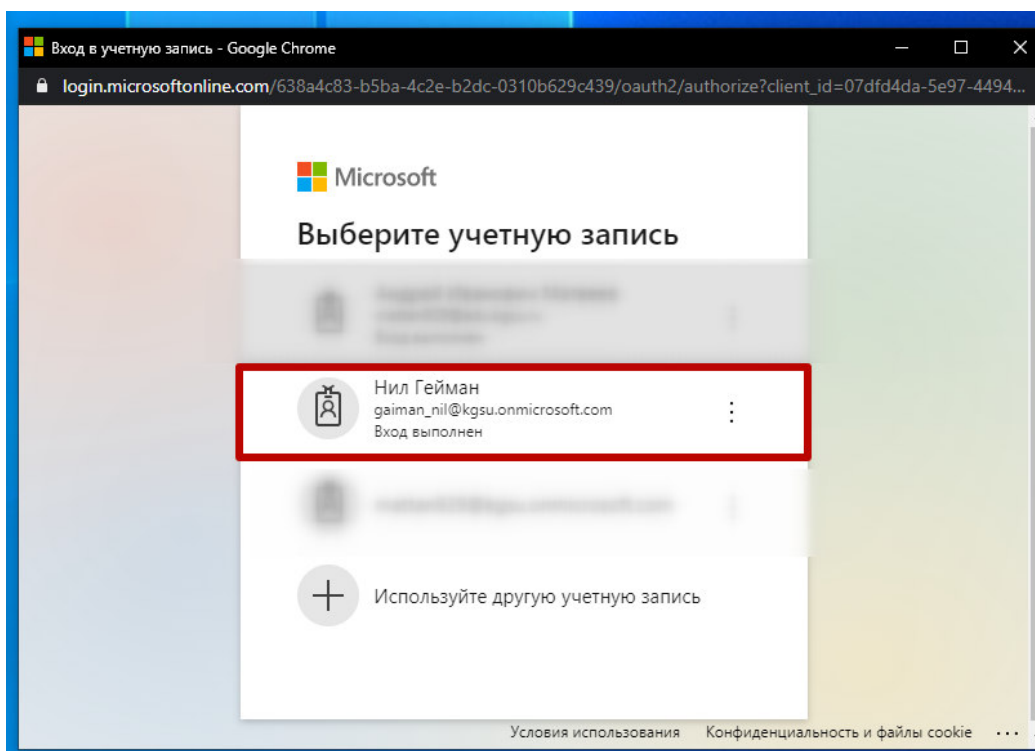 Вход в учетную запись - Google Chrome
login.microsoftonline.com/638a4c83-b5ba-4c2e-b2dc-0310b629c439/oauth2/authorize?client_id=07dfd4da-5e97-4494...
Microsoft
Выберите учетную запись
Нил Гейман
gaiman_nil@kgsu.onmicrosoft.com
Вход выполнен
Используйте другую учетную запись
Условия использования Конфиденциальность и файлы cookie ...